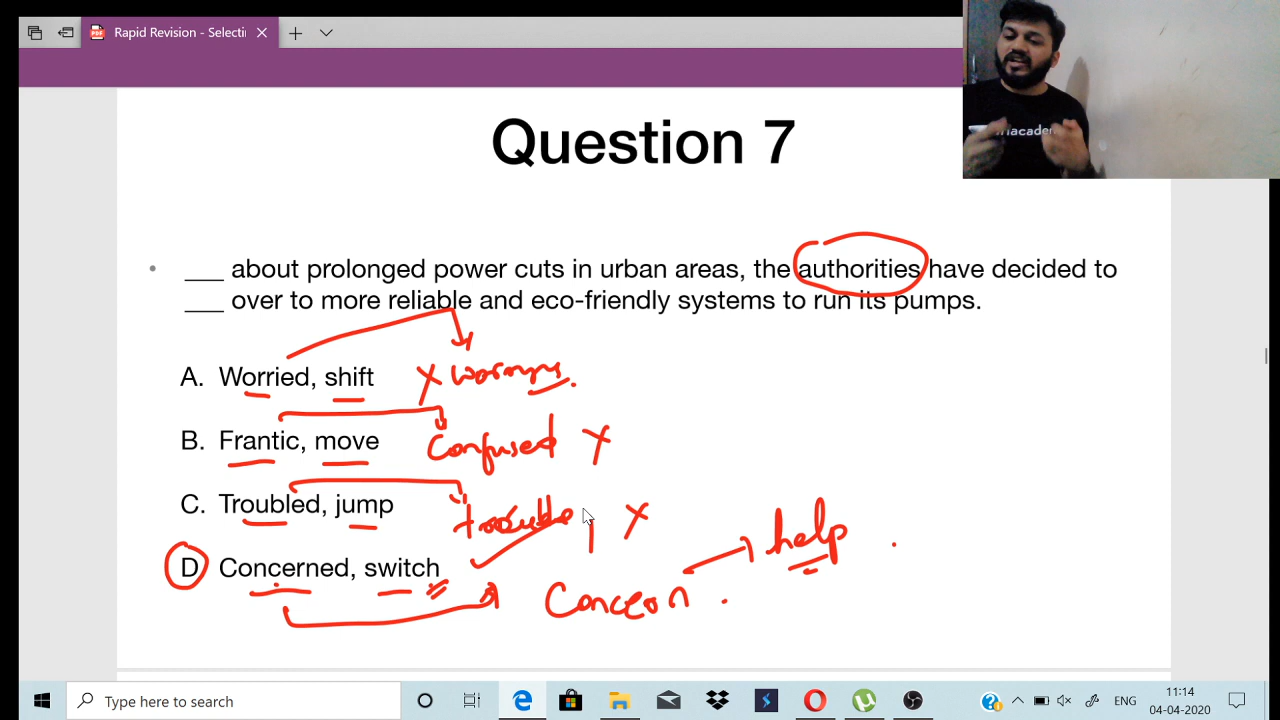 Rapid Revision - Selecti
Question 7
• ___ about prolonged power cuts in urban areas, the authorities have decided to
___ over to more reliable and eco-friendly systems to run its pumps.
A. Worried, shift
B. Frantic, move
Confused
C. Troubled, jump
trouble
help
D Concerned, switch
Concern
Type here to search
ENG
11:14
04-04-2020